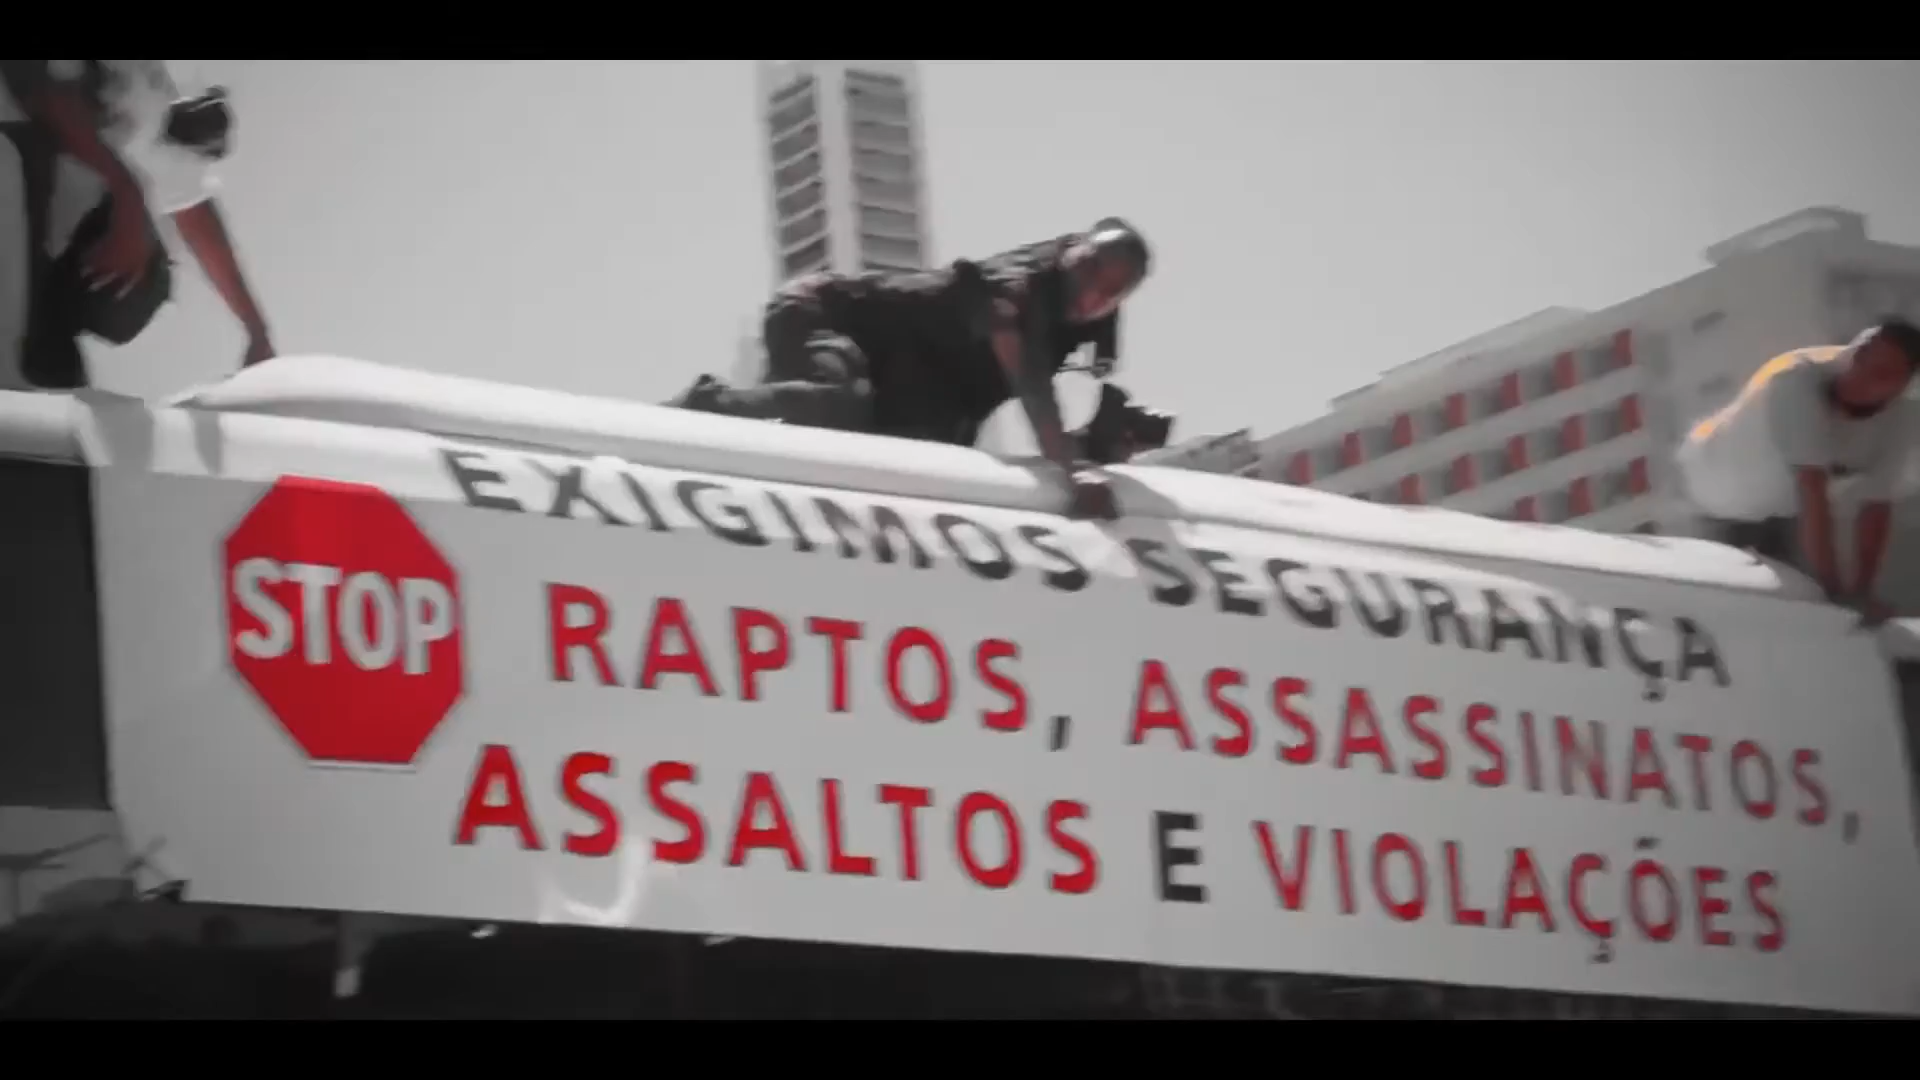 EXIGIMOS SEGURANÇA
STOP
RAPTOS, ASSASSINATOS,
ASSALTOS E VIOLAÇÕES